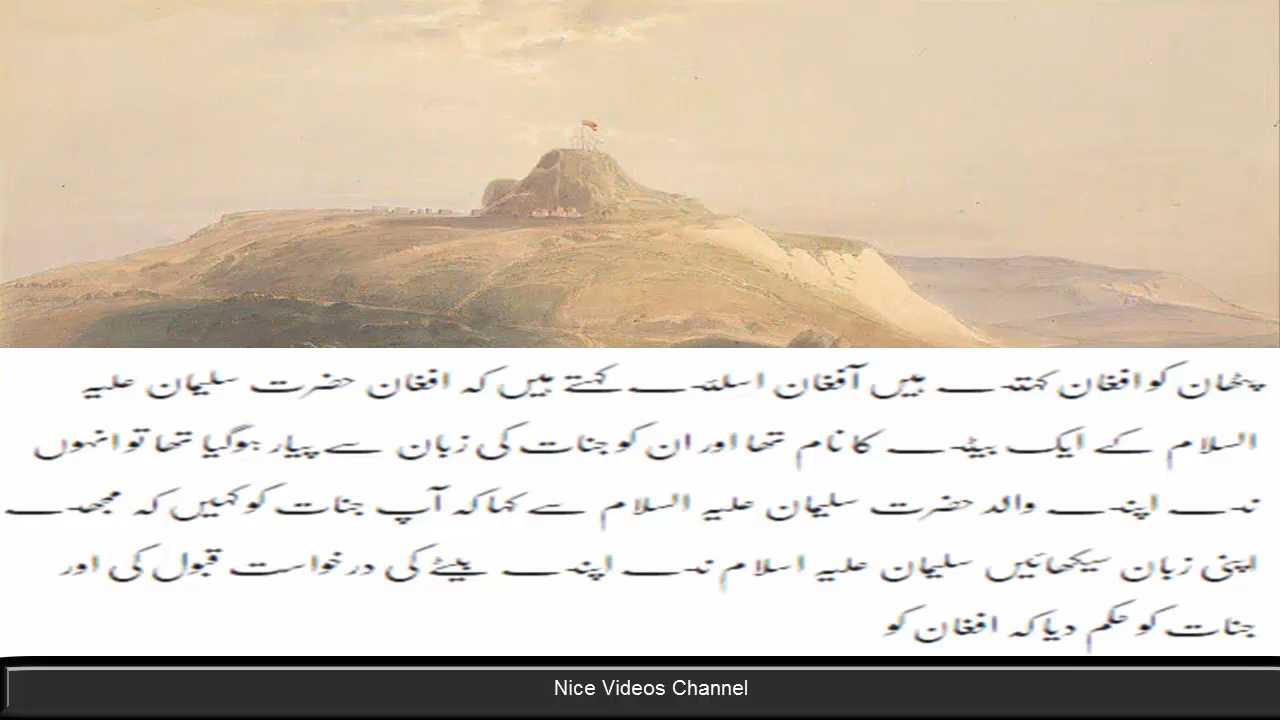 پٹھان کو افغان کہتے ہیں آفغان اسلئے کہتے ہیں کہ افغان حضرت سلیمان علیہ
السلام کے ایک بیٹے کا نام تھا اور ان کو جنات کی زبان سے پیار ہوگیا تھا تو انہوں
نے اپنے والد حضرت سلیمان علیہ السلام سے کہا کہ آپ جنات کو کہیں کہ مجھے
اپنی زبان سیکھائیں سلیمان علیہ اسلام نے اپنے بیٹے کی درخواست قبول کی اور
جنات کو حکم دیا کہ افغان کو
Nice Videos Channel